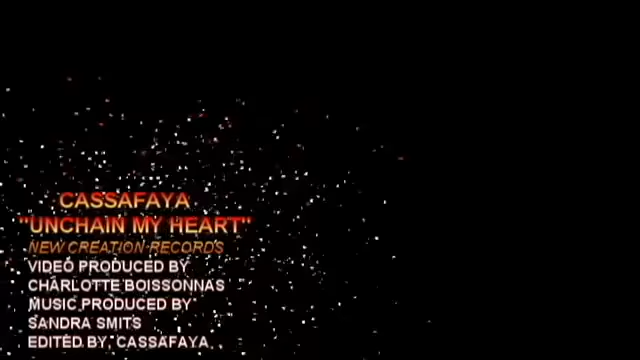 CASSAFAYA
"UNCHAIN MY HEART"
NEW CREATION RECORDS
VIDEO PRODUCED BY
CHARLOTTE BOISSONNAS
MUSIC PRODUCED BY
SANDRA SMITS
EDITED BY CASSAFAYA